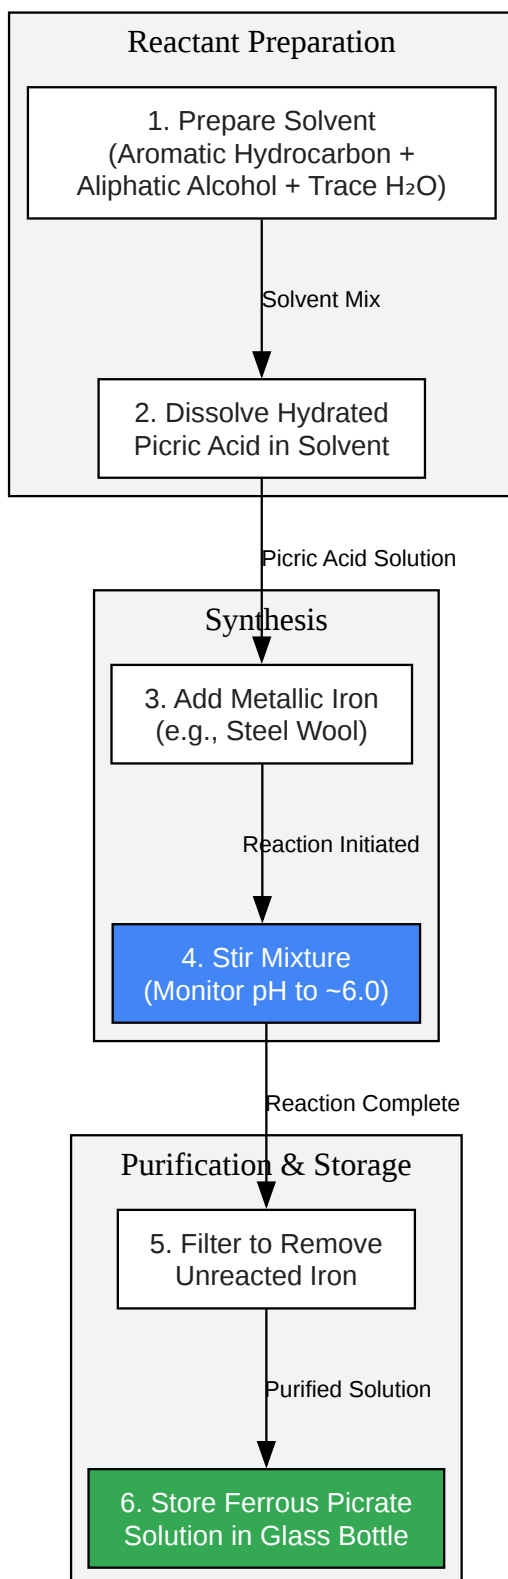 Reactant Preparation
1. Prepare Solvent
(Aromatic Hydrocarbon +
Aliphatic Alcohol + Trace H₂O)
Solvent Mix
2. Dissolve Hydrated
Picric Acid in Solvent
Picric Acid Solution
Synthesis
3. Add Metallic Iron
(e.g., Steel Wool)
Reaction Initiated
4. Stir Mixture
(Monitor pH to ~6.0)
Reaction Complete
Purification & Storage
5. Filter to Remove
Unreacted Iron
Purified Solution
6. Store Ferrous Picrate
Solution in Glass Bottle